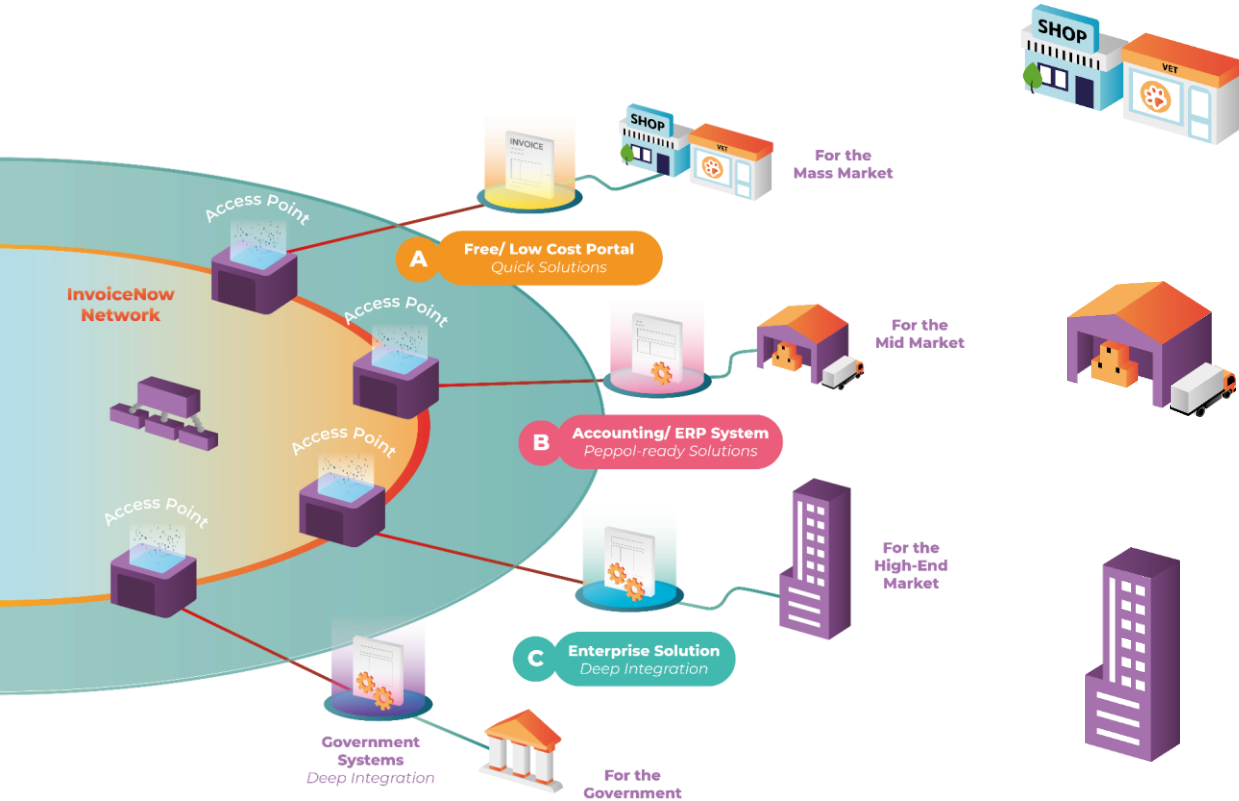 SHOP
VET
SHOP
VET
INVOICE
For the
Mass Market
Access Point
A
Free/ Low Cost Portal
Quick Solutions
InvoiceNow
Network
Access Point
For the
Mid Market
Access Point
B
Accounting/ ERP System
Peppol-ready Solutions
Access Point
For the
High-End
Market
C
Enterprise Solution
Deep Integration
Government
Systems
Deep Integration
For the
Government